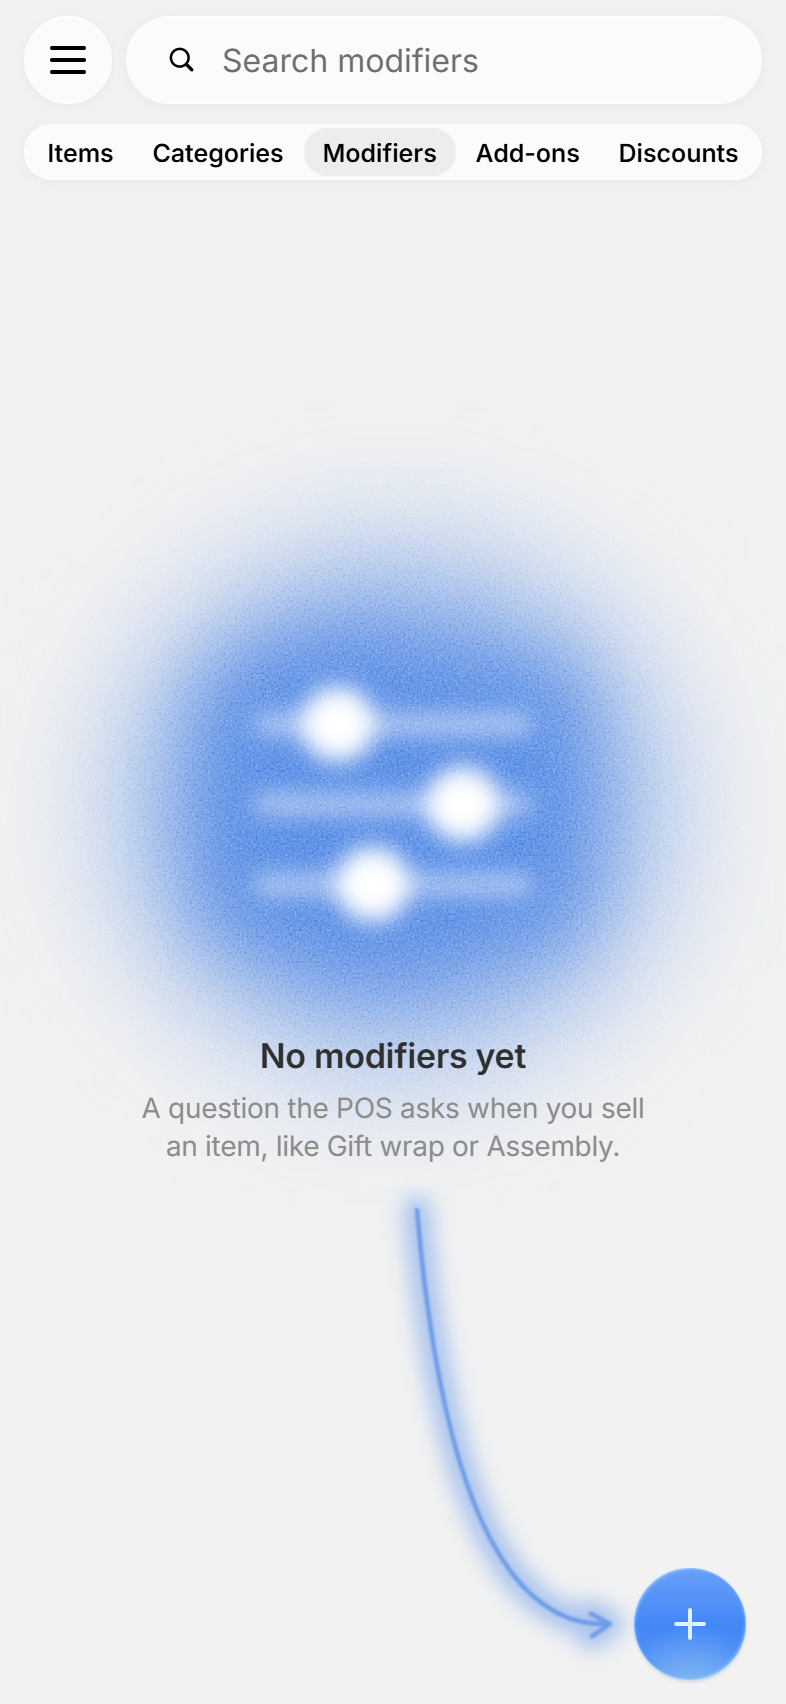 Search modifiers
Items Categories Modifiers Add-ons Discounts
No modifiers yet
A question the POS asks when you sell
an item, like Gift wrap or Assembly.